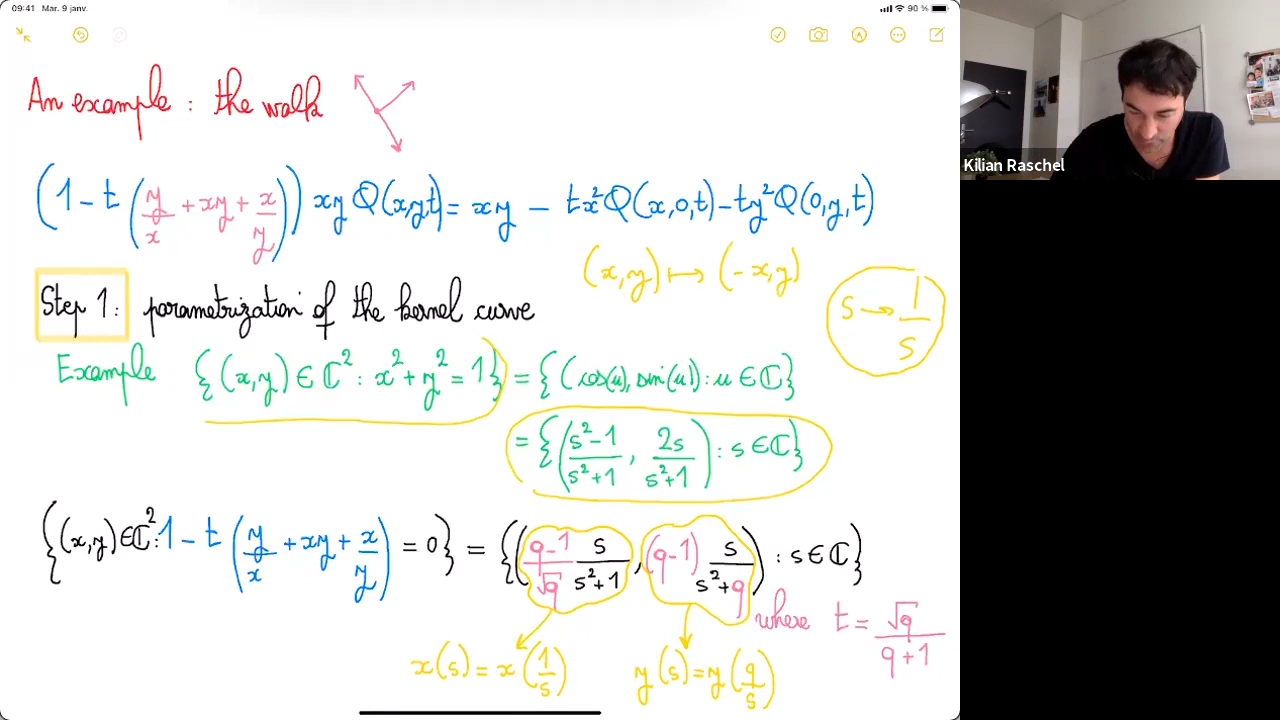 09:41 Mar. 9 janv.
90 %
An example : the walk
(1 - t (y/x + xy + x/y)) xy Q(x,y,t) = xy - tx²Q(x,0,t) - ty²Q(0,y,t)
(x,y) ↦ (-x,y)
s → 1/s
Step 1: parametrization of the kernel curve
Example {(x,y) ∈ ℂ² : x² + y² = 1} = {(cos(u), sin(u) : u ∈ ℂ}
= {(s²-1/s²+1, 2s/s²+1) : s ∈ ℂ}
{(x,y) ∈ ℂ² : 1 - t (y/x + xy + x/y) = 0} = {(q-1/√q s/s²+1, (q-1) s/s²+q) : s ∈ ℂ}
where t = √q/q+1
x(s) = x(1/s) y(s) = y(q/s)
Kilian Raschel